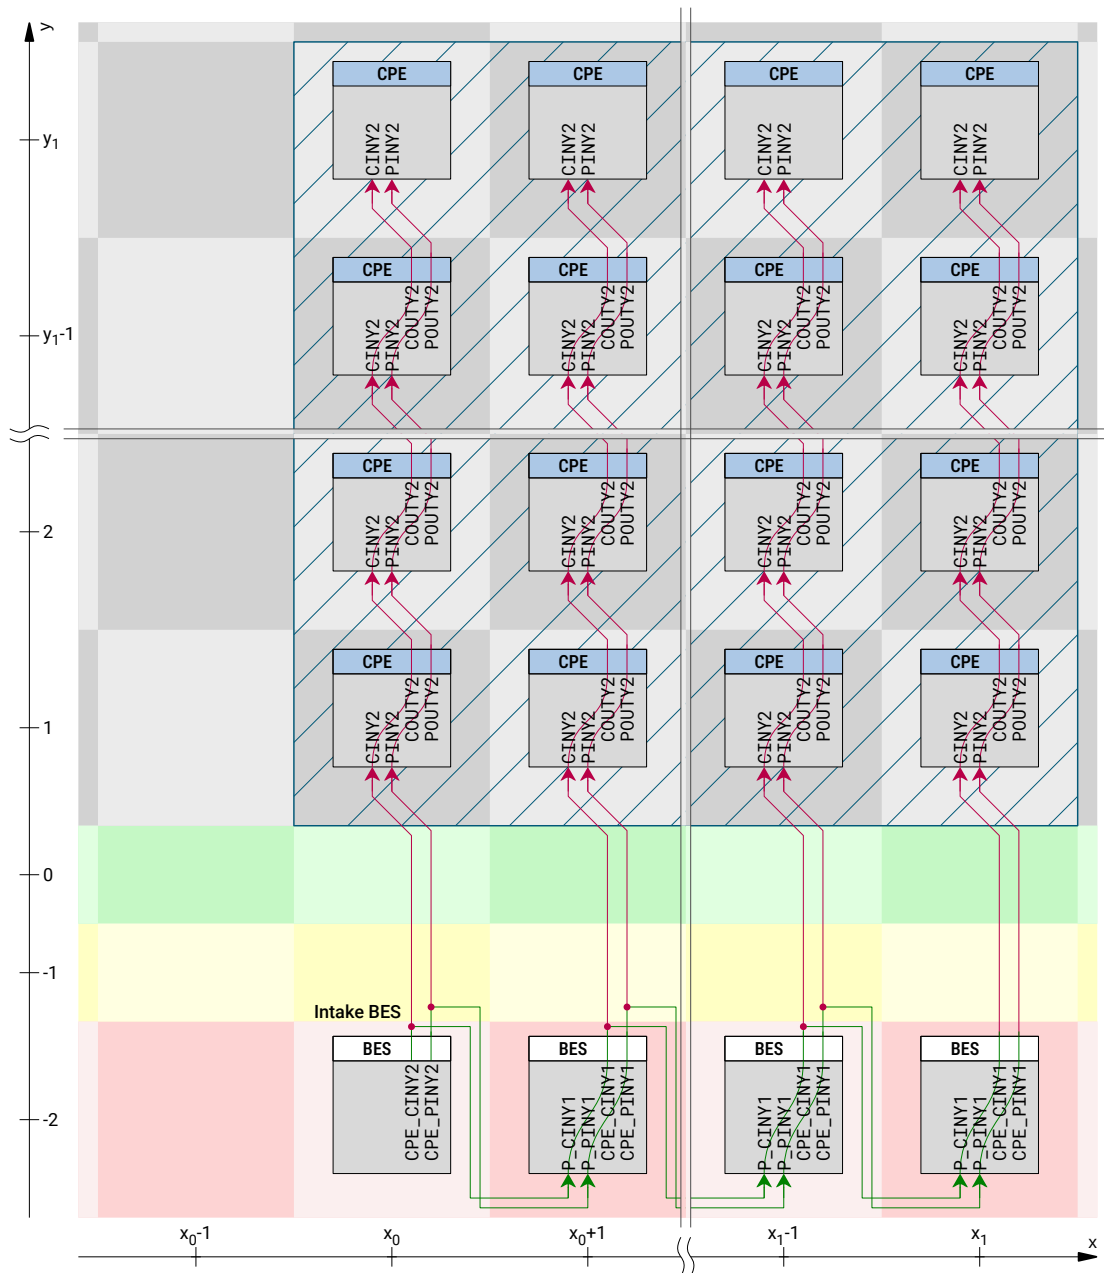 y
CPE CPE CPE CPE
y1
CINY2 PINY2 CINY2 PINY2 CINY2 PINY2 CINY2 PINY2
CPE CPE CPE CPE
y1-1
CINY2 PINY2 COUTY2 POUTY2 CINY2 PINY2 COUTY2 POUTY2 CINY2 PINY2 COUTY2 POUTY2 CINY2 PINY2 COUTY2 POUTY2
CPE CPE CPE CPE
2
CINY2 PINY2 COUTY2 POUTY2 CINY2 PINY2 COUTY2 POUTY2 CINY2 PINY2 COUTY2 POUTY2 CINY2 PINY2 COUTY2 POUTY2
CPE CPE CPE CPE
1
CINY2 PINY2 COUTY2 POUTY2 CINY2 PINY2 COUTY2 POUTY2 CINY2 PINY2 COUTY2 POUTY2 CINY2 PINY2 COUTY2 POUTY2
0
-1
Intake BES
BES BES BES BES
-2
CPE_CINY2 CPE_PINY2 P_CINY1 P_PINY1 CPE_CINY1 CPE_PINY1 P_CINY1 P_PINY1 CPE_CINY1 CPE_PINY1 P_CINY1 P_PINY1 CPE_CINY1 CPE_PINY1
x0-1 x0 x0+1 x1-1 x1 x